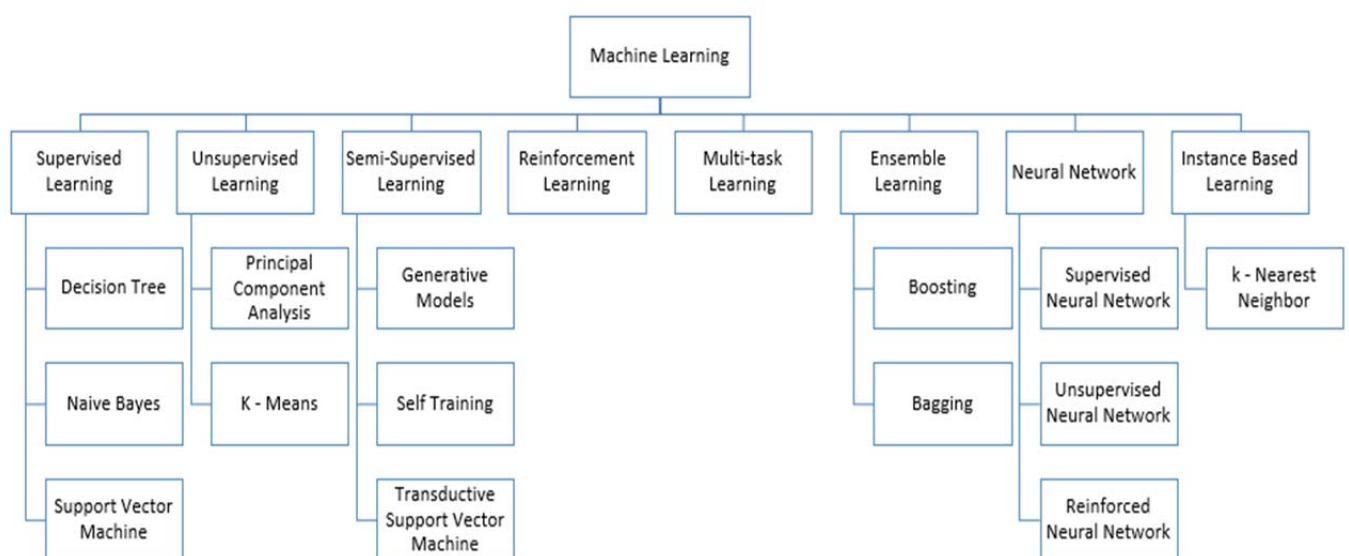 Machine Learning
Supervised
Learning
Unsupervised
Learning
Semi-Supervised
Learning
Reinforcement
Learning
Multi-task
Learning
Ensemble
Learning
Neural Network
Instance Based
Learning
Decision Tree
Principal
Component
Analysis
Generative
Models
Boosting
Supervised
Neural Network
k - Nearest
Neighbor
Naive Bayes
K - Means
Self Training
Bagging
Unsupervised
Neural Network
Support Vector
Machine
Transductive
Support Vector
Machine
Reinforced
Neural Network